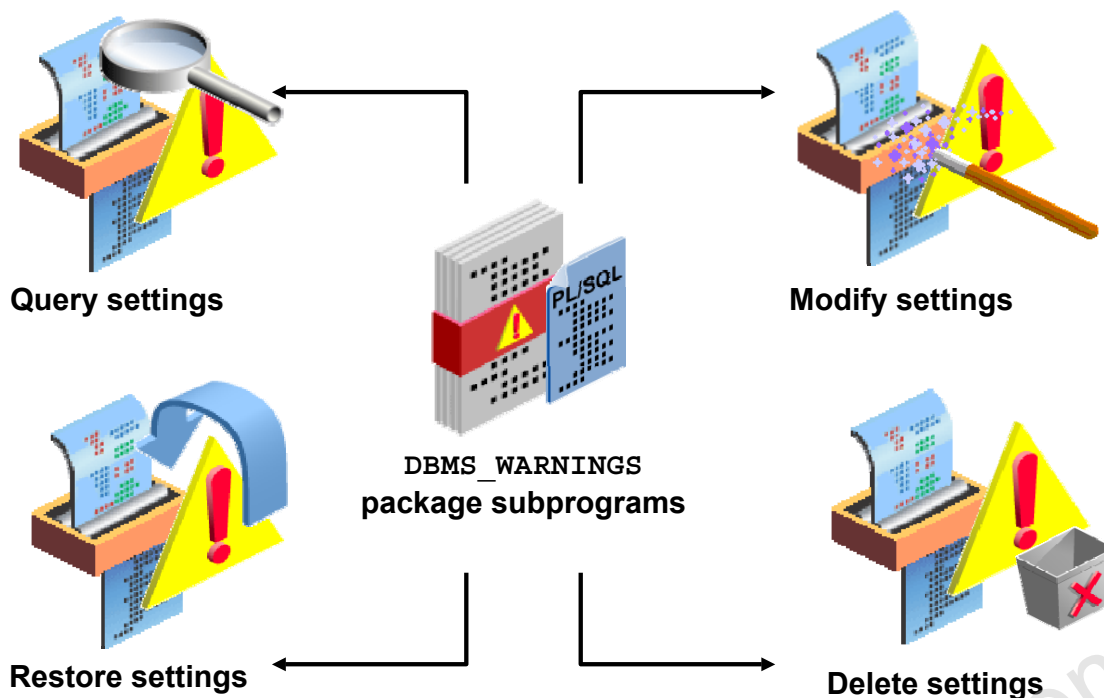 Query settings
Modify settings
PL/SQL
DBMS_WARNINGS
package subprograms
Restore settings
Delete settings